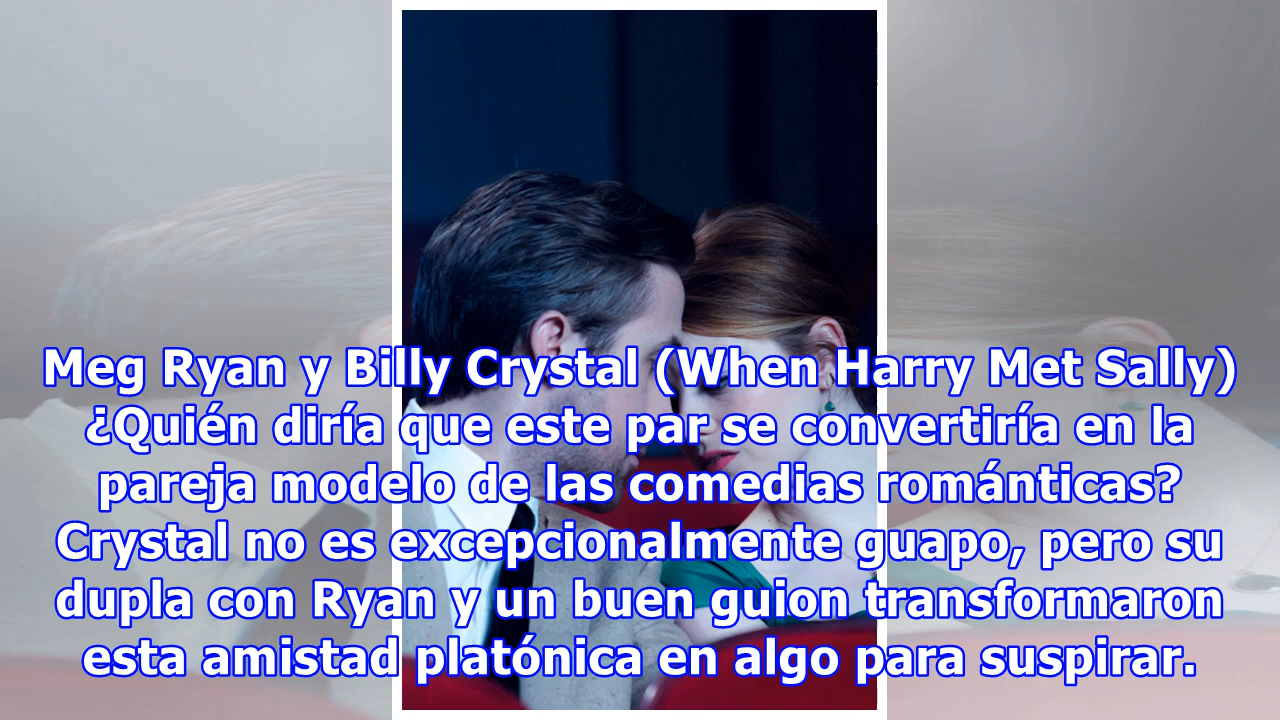 Meg Ryan y Billy Crystal (When Harry Met Sally)
¿Quién diría que este par se convertiría en la
pareja modelo de las comedias románticas?
Crystal no es excepcionalmente guapo, pero su
dupla con Ryan y un buen guion transformaron
esta amistad platónica en algo para suspirar.